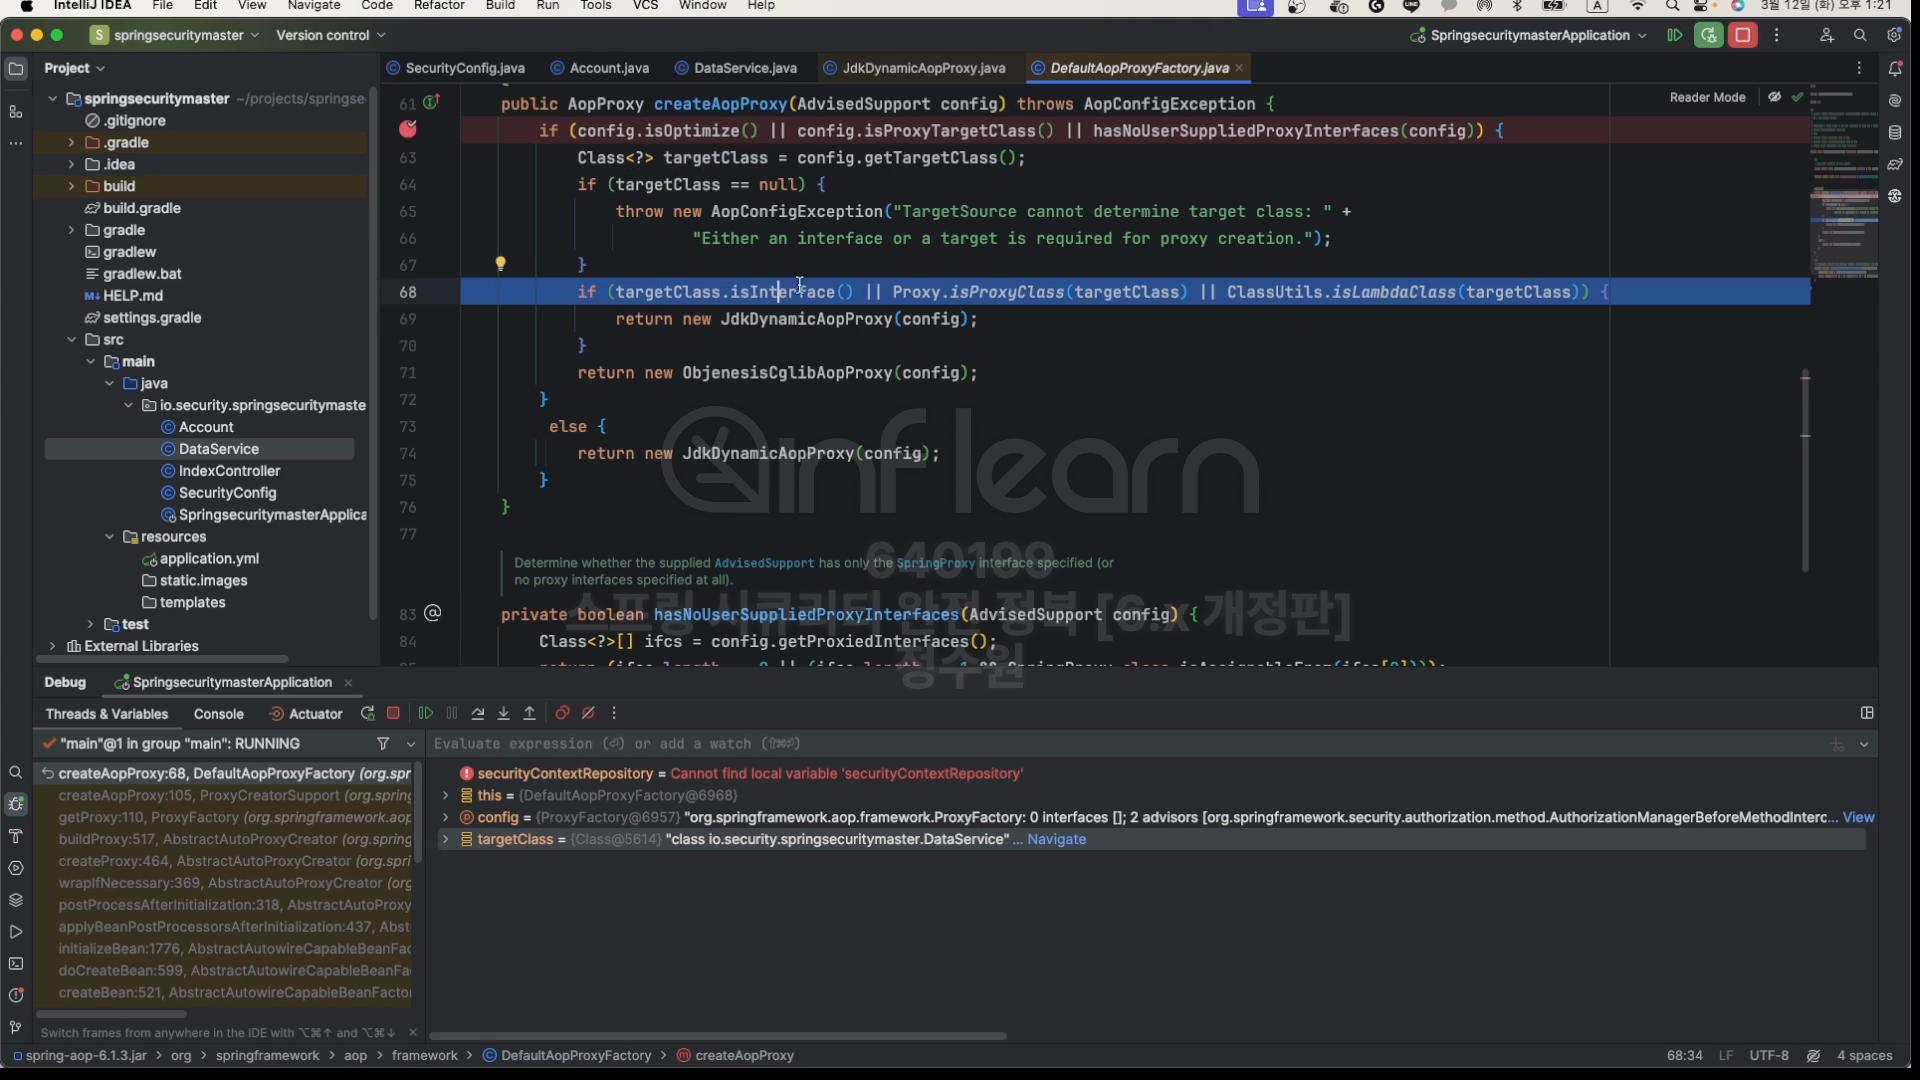 IntelliJ IDEA File Edit View Navigate Code Refactor Build Run Tools VCS Window Help A 3월 12일 (화) 오후 1:21
S springsecuritymaster Version control SpringsecuritymasterApplication
Project
SecurityConfig.java Account.java DataService.java JdkDynamicAopProxy.java DefaultAopProxyFactory.java
Reader Mode
springsecuritymaster ~/projects/springse
.gitignore
.gradle
.idea
build
build.gradle
gradle
gradlew
gradlew.bat
HELP.md
settings.gradle
src
main
java
io.security.springsecuritymaste
Account
DataService
IndexController
SecurityConfig
SpringsecuritymasterApplica
resources
application.yml
static.images
templates
test
External Libraries
61 public AopProxy createAopProxy(AdvisedSupport config) throws AopConfigException {
if (config.isOptimize() || config.isProxyTargetClass() || hasNoUserSuppliedProxyInterfaces(config)) {
63 Class<?> targetClass = config.getTargetClass();
64 if (targetClass == null) {
65 throw new AopConfigException("TargetSource cannot determine target class: " +
66 "Either an interface or a target is required for proxy creation.");
67 }
68 if (targetClass.isInterface() || Proxy.isProxyClass(targetClass) || ClassUtils.isLambdaClass(targetClass)) {
69 return new JdkDynamicAopProxy(config);
70 }
71 return new ObjenesisCglibAopProxy(config);
72 }
73 else {
74 return new JdkDynamicAopProxy(config);
75 }
76 }
77
Determine whether the supplied AdvisedSupport has only the SpringProxy interface specified (or
no proxy interfaces specified at all).
83 private boolean hasNoUserSuppliedProxyInterfaces(AdvisedSupport config) {
84 Class<?>[] ifcs = config.getProxiedInterfaces();
inflearn
640199
스프링 시큐리티 완전 정복 [6.x 개정판]
정수원
Debug SpringsecuritymasterApplication
Threads & Variables Console Actuator
"main"@1 in group "main": RUNNING
createAopProxy:68, DefaultAopProxyFactory (org.spr
createAopProxy:105, ProxyCreatorSupport (org.spring
getProxy:110, ProxyFactory (org.springframework.aop
buildProxy:517, AbstractAutoProxyCreator (org.spring
createProxy:464, AbstractAutoProxyCreator (org.sprin
wrapIfNecessary:369, AbstractAutoProxyCreator (org
postProcessAfterInitialization:318, AbstractAutoProxy
applyBeanPostProcessorsAfterInitialization:437, Abst
initializeBean:1776, AbstractAutowireCapableBeanFac
doCreateBean:599, AbstractAutowireCapableBeanFa
createBean:521, AbstractAutowireCapableBeanFacto
Switch frames from anywhere in the IDE with ⌥⌘↑ and ⌥⌘↓
Evaluate expression (⏎) or add a watch (⇧⌘⏎)
securityContextRepository = Cannot find local variable 'securityContextRepository'
this = {DefaultAopProxyFactory@6968}
config = {ProxyFactory@6957} "org.springframework.aop.framework.ProxyFactory: 0 interfaces []; 2 advisors [org.springframework.security.authorization.method.AuthorizationManagerBeforeMethodInterc... View
targetClass = {Class@5614} "class io.security.springsecuritymaster.DataService" ... Navigate
spring-aop-6.1.3.jar > org > springframework > aop > framework > DefaultAopProxyFactory > createAopProxy 68:34 LF UTF-8 4 spaces